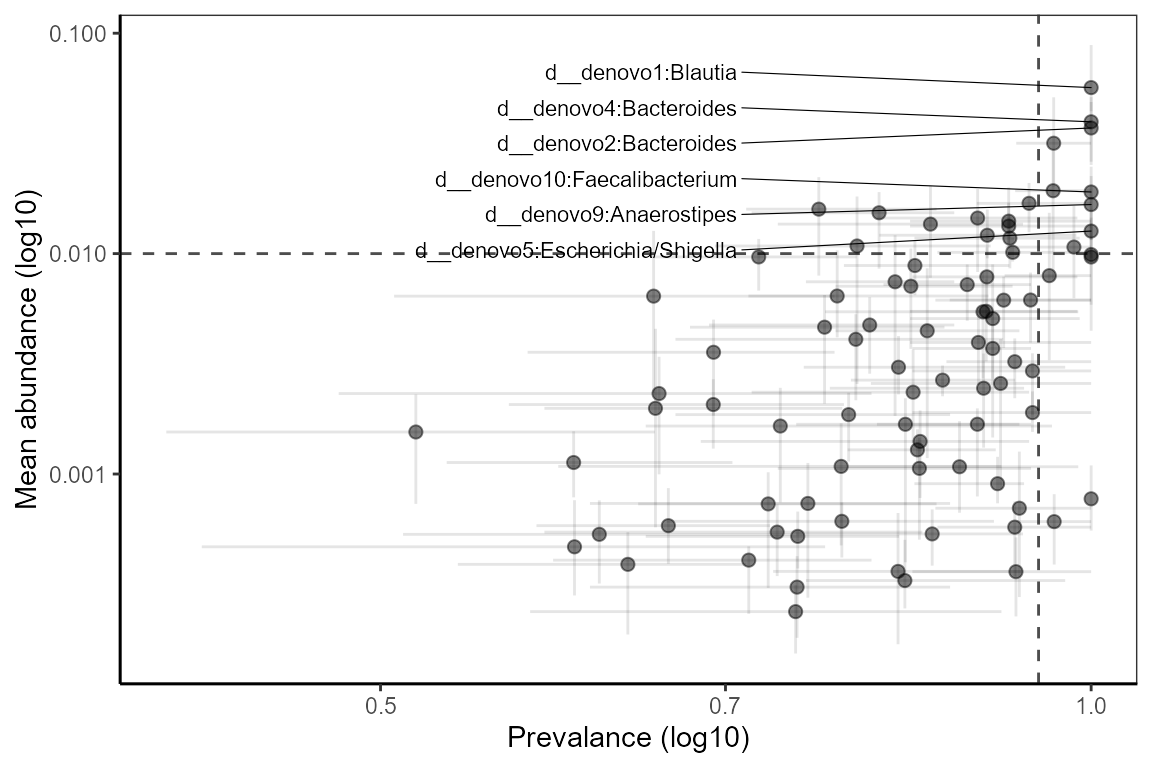 0.100
0.010
0.001
Mean abundance (log10)
d__denovo1:Blautia
d__denovo4:Bacteroides
d__denovo2:Bacteroides
d__denovo10:Faecalibacterium
d__denovo9:Anaerostipes
d__denovo5:Escherichia/Shigella
0.5
0.7
1.0
Prevalance (log10)